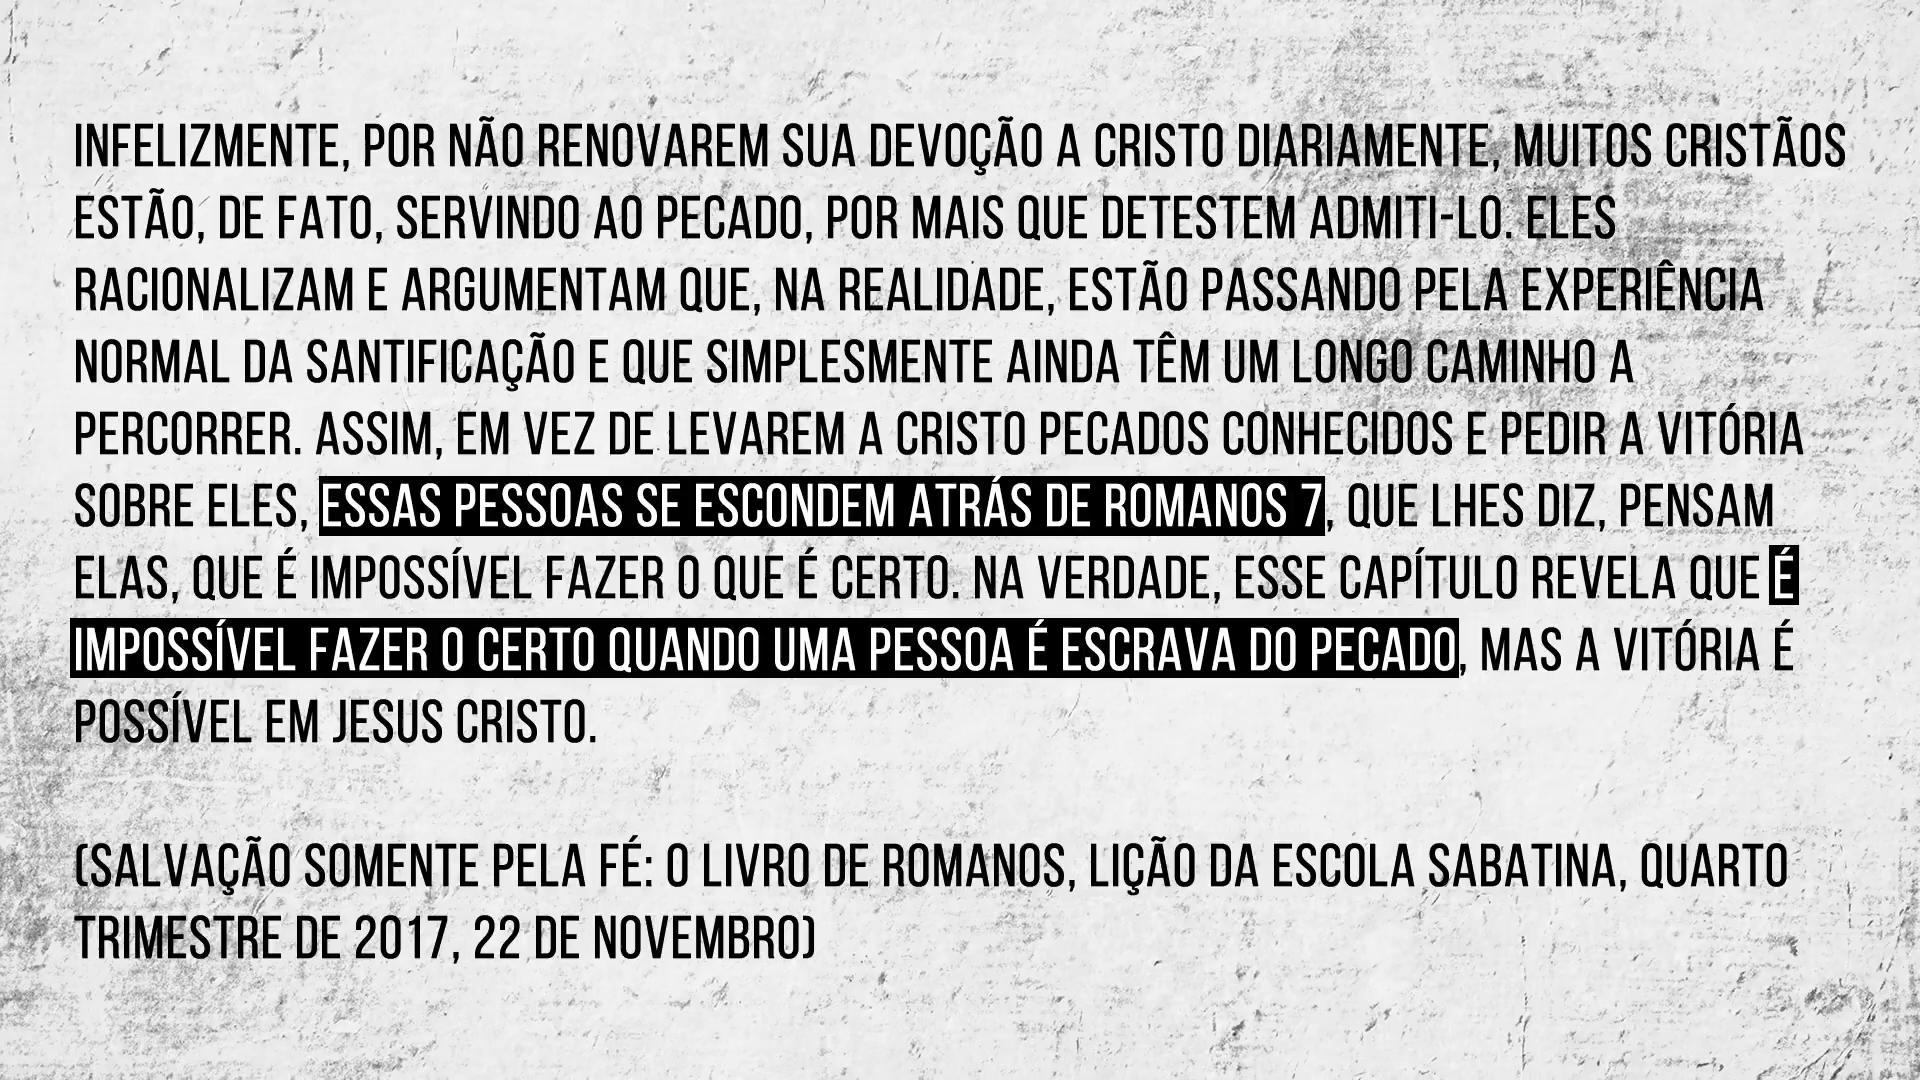 INFELIZMENTE, POR NÃO RENOVAREM SUA DEVOÇÃO A CRISTO DIARIAMENTE, MUITOS CRISTÃOS
ESTÃO, DE FATO, SERVINDO AO PECADO, POR MAIS QUE DETESTEM ADMITI-LO. ELES
RACIONALIZAM E ARGUMENTAM QUE, NA REALIDADE, ESTÃO PASSANDO PELA EXPERIÊNCIA
NORMAL DA SANTIFICAÇÃO E QUE SIMPLESMENTE AINDA TÊM UM LONGO CAMINHO A
PERCORRER. ASSIM, EM VEZ DE LEVAREM A CRISTO PECADOS CONHECIDOS E PEDIR A VITÓRIA
SOBRE ELES, ESSAS PESSOAS SE ESCONDEM ATRÁS DE ROMANOS 7, QUE LHES DIZ, PENSAM
ELAS, QUE É IMPOSSÍVEL FAZER O QUE É CERTO. NA VERDADE, ESSE CAPÍTULO REVELA QUE É
IMPOSSÍVEL FAZER O CERTO QUANDO UMA PESSOA É ESCRAVA DO PECADO, MAS A VITÓRIA É
POSSÍVEL EM JESUS CRISTO.
(SALVAÇÃO SOMENTE PELA FÉ: O LIVRO DE ROMANOS, LIÇÃO DA ESCOLA SABATINA, QUARTO
TRIMESTRE DE 2017, 22 DE NOVEMBRO)